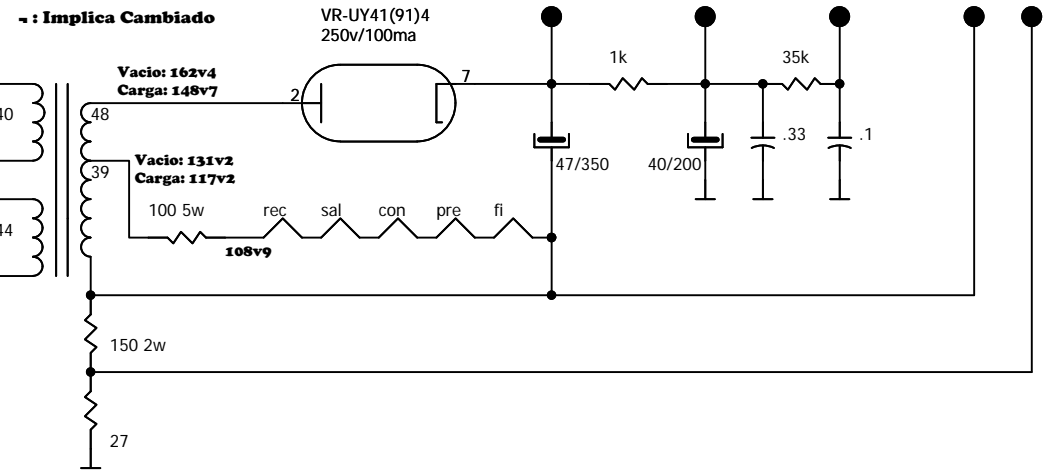 ¬ : Implica Cambiado
VR-UY41(91)4
250v/100ma
Vacio: 162v4
Carga: 148v7
2
7
1k
35k
40
48
47/350
40/200
.33
.1
Vacio: 131v2
Carga: 117v2
39
100 5w
rec
sal
con
pre
fi
108v9
44
150 2w
27